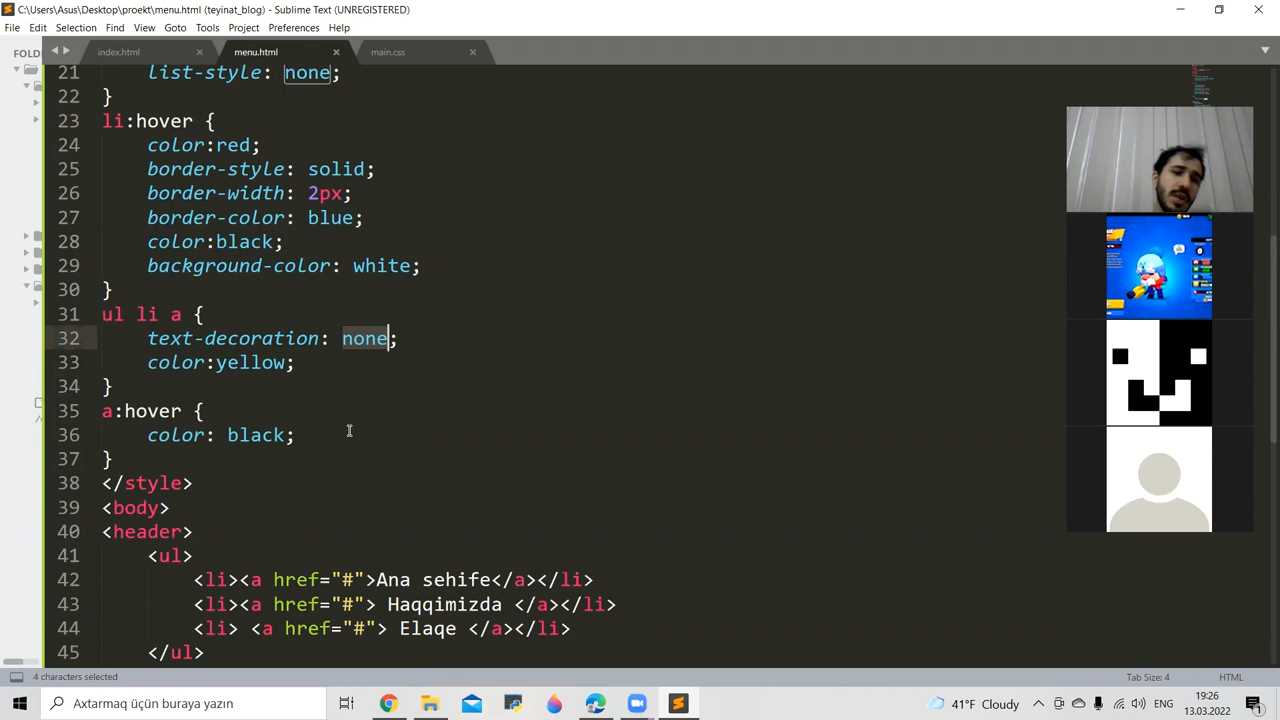 C:\Users\Asus\Desktop\proekt\menu.html (teyinat_blog) - Sublime Text (UNREGISTERED)
File Edit Selection Find View Goto Tools Project Preferences Help
FOLD
index.html
menu.html
main.css
21 list-style: none;
22 }
23 li:hover {
24 color:red;
25 border-style: solid;
26 border-width: 2px;
27 border-color: blue;
28 color:black;
29 background-color: white;
30 }
31 ul li a {
32 text-decoration: none;
33 color:yellow;
34 }
35 a:hover {
36 color: black;
37 }
38 </style>
39 <body>
40 <header>
41 <ul>
42 <li><a href="#">Ana sehife</a></li>
43 <li><a href="#"> Haqqimizda </a></li>
44 <li> <a href="#"> Elaqe </a></li>
45 </ul>
4 characters selected
Tab Size: 4
HTML
Axtarmaq üçün buraya yazın
41°F Cloudy
ENG
19:26
13.03.2022
1